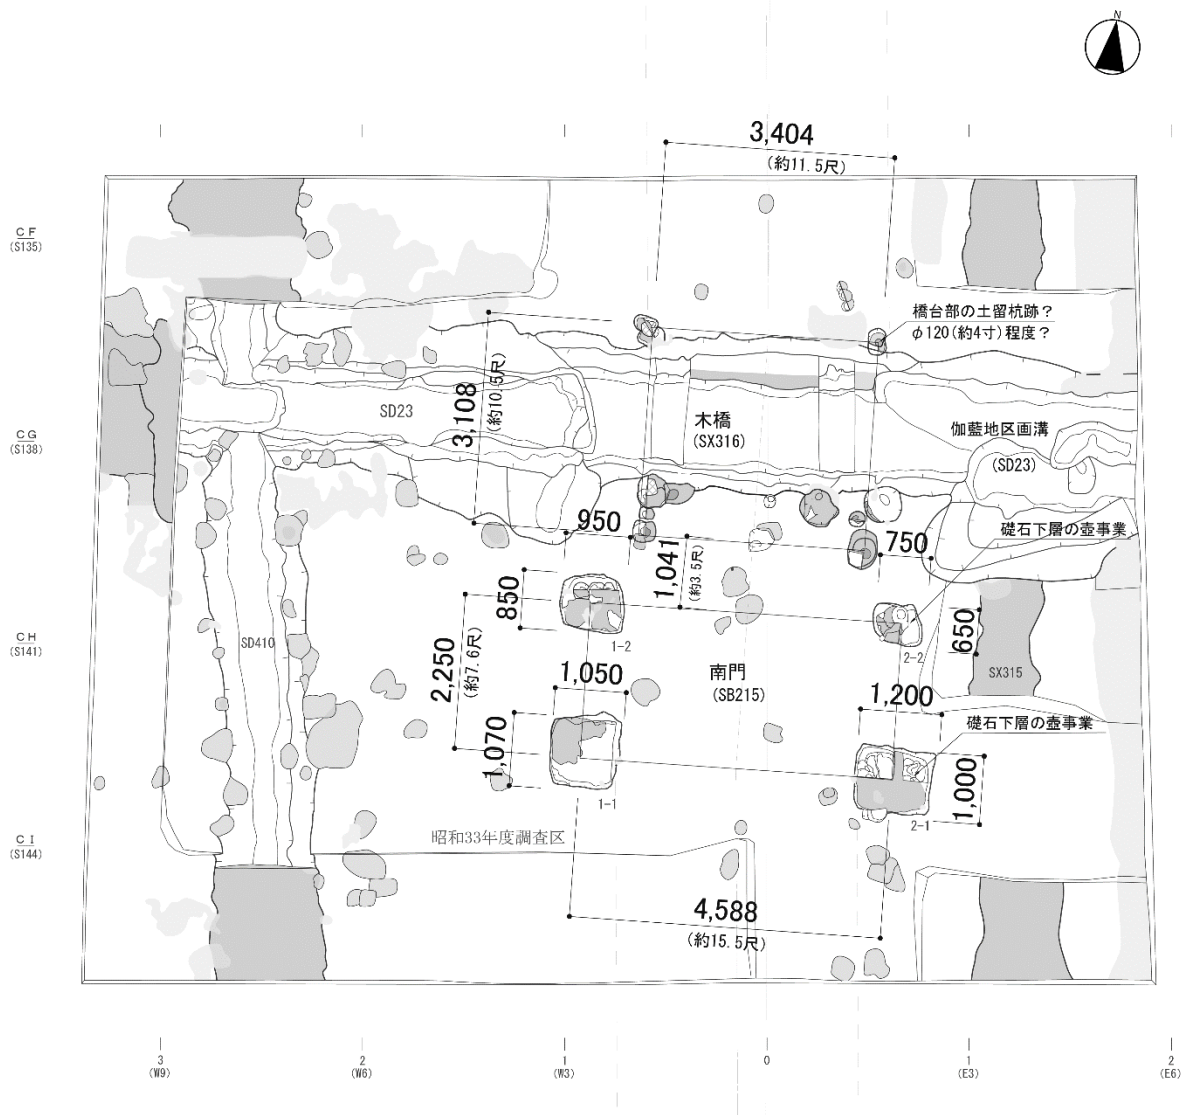 N
3,404
(約11.5尺)
CF
(S135)
橋台部の土留杭跡？
φ120(約4寸)程度？
3,108
(約10.5尺)
SD23
木橋
(SX316)
伽藍地区画溝
(SD23)
CG
(S138)
950
1,041
(約3.5尺)
750
礎石下層の壺事業
850
1-2
2-2
650
CH
(S141)
SD410
2,250
(約7.6尺)
1,050
南門
(SB215)
SX315
1,200
礎石下層の壺事業
1,070
1-1
1,000
2-1
昭和33年度調査区
CI
(S144)
4,588
(約15.5尺)
3
(W9)
2
(W6)
1
(W3)
0
1
(E3)
2
(E6)